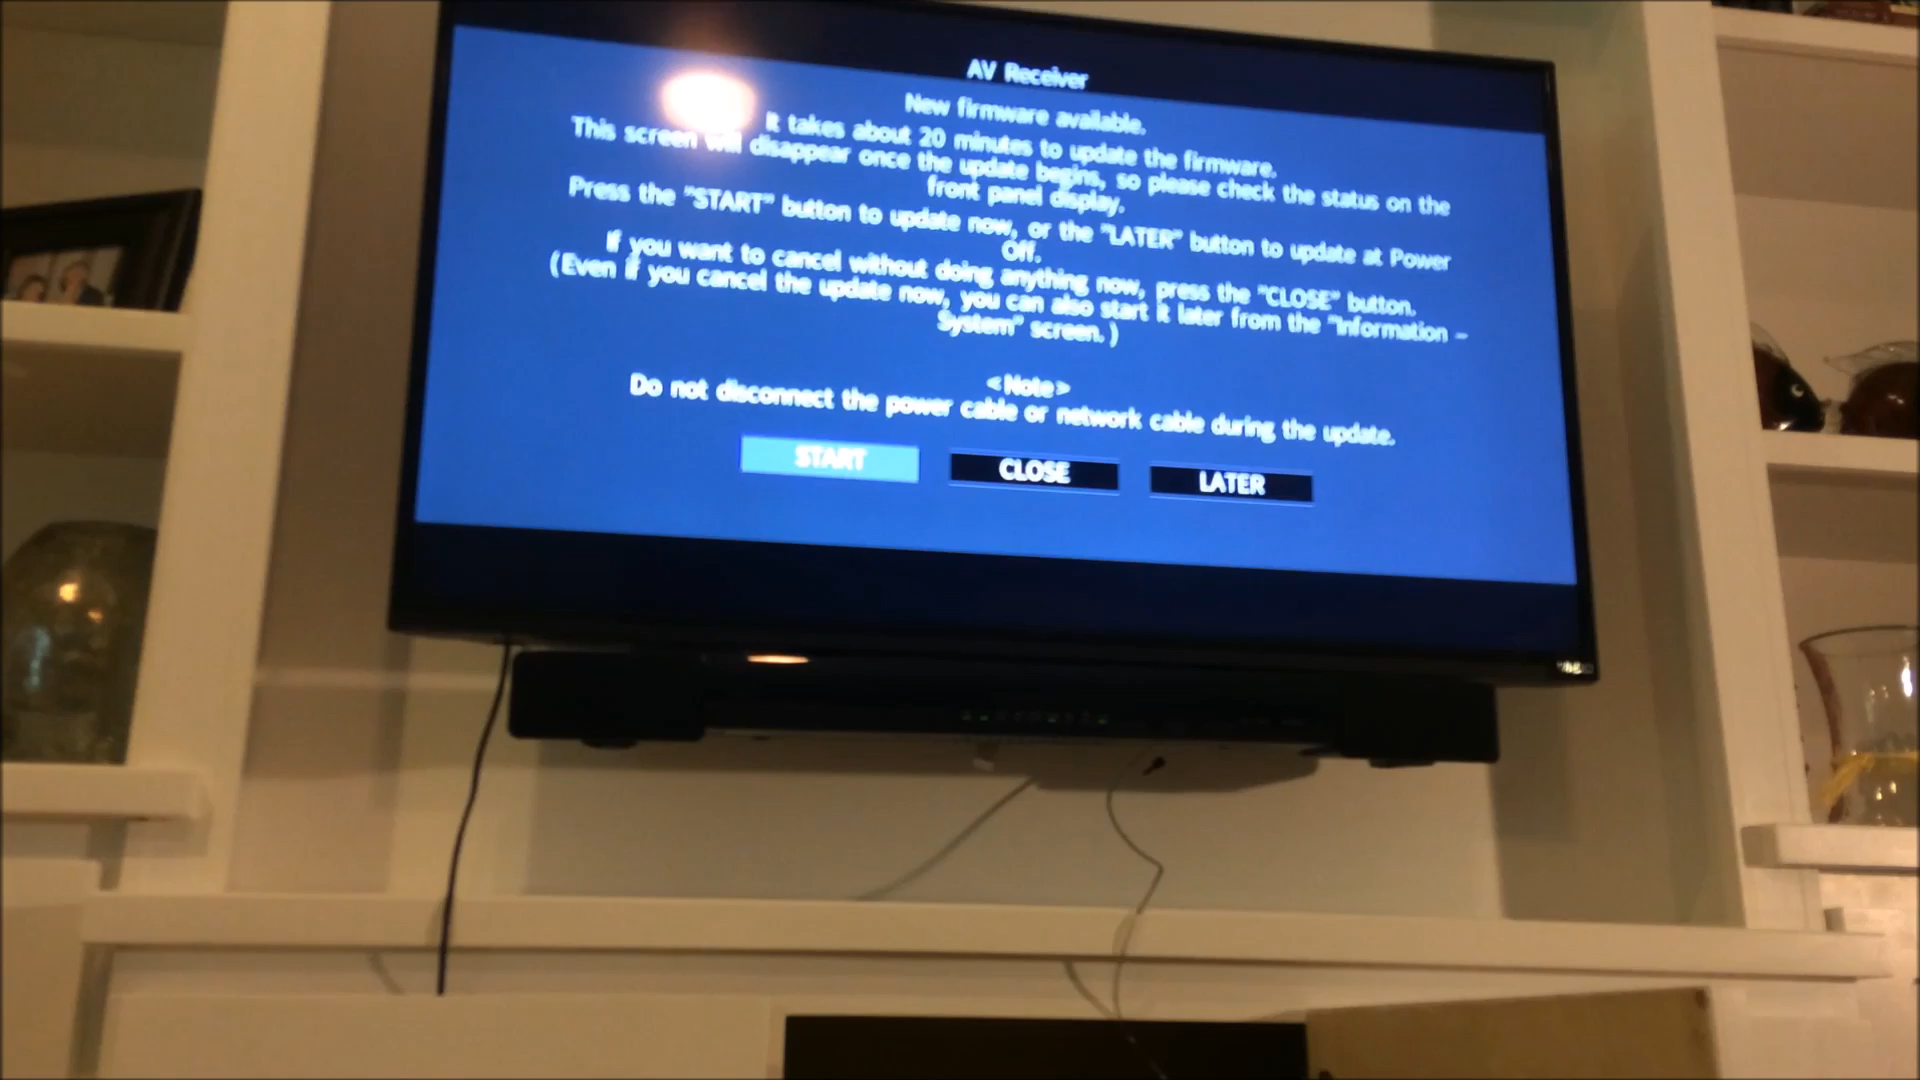 AV Receiver
New firmware available.
It takes about 20 minutes to update the firmware.
This screen will disappear once the update begins, so please check the status on the
front panel display.
Press the "START" button to update now, or the "LATER" button to update at Power
Off.
If you want to cancel without doing anything now, press the "CLOSE" button.
(Even if you cancel the update now, you can also start it later from the "Information -
System" screen.)
<Note>
Do not disconnect the power cable or network cable during the update.
START
CLOSE
LATER